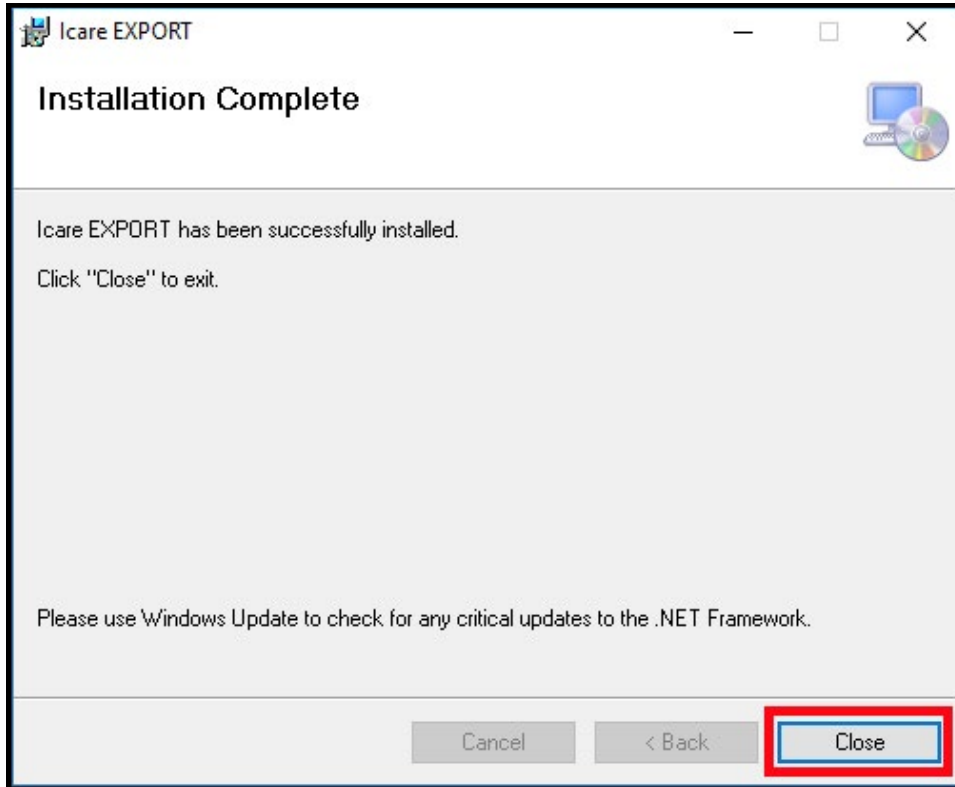 Icare EXPORT
Installation Complete
Icare EXPORT has been successfully installed.
Click "Close" to exit.
Please use Windows Update to check for any critical updates to the .NET Framework.
Cancel < Back Close